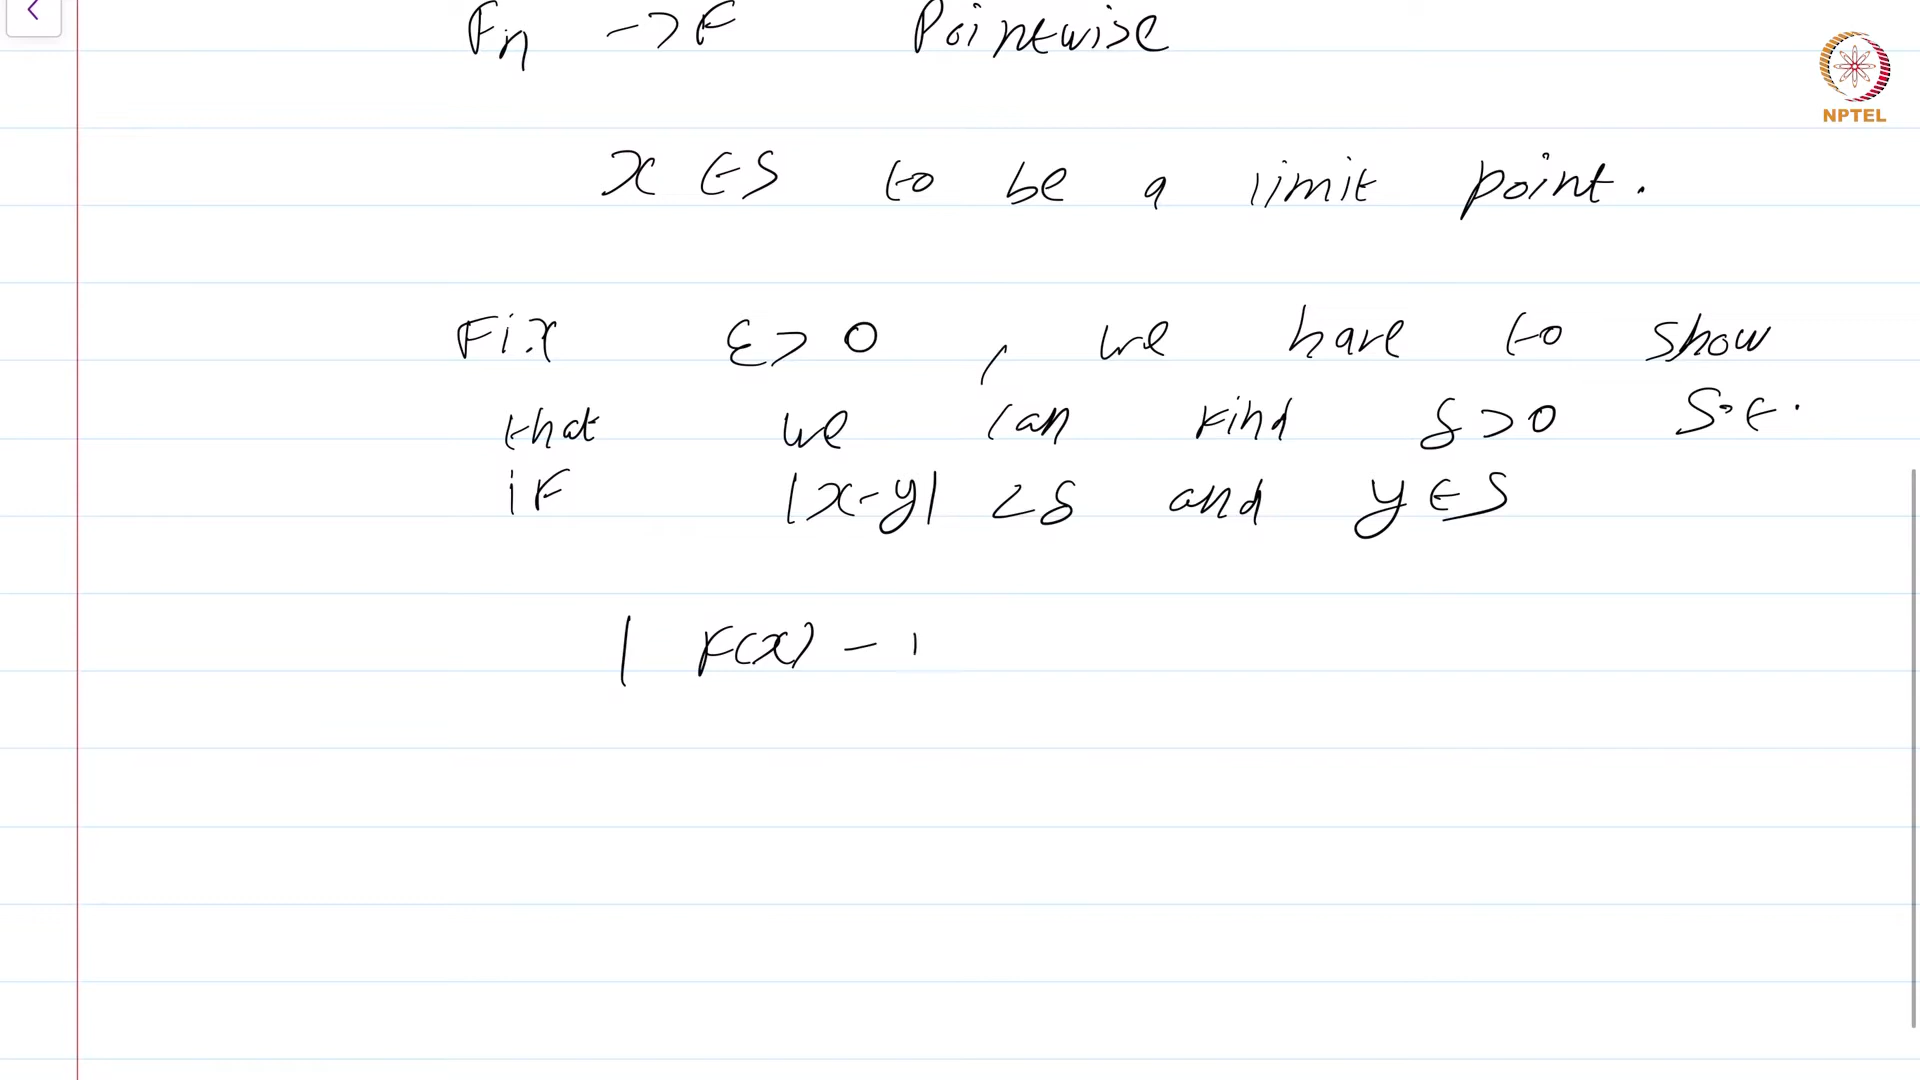 Fn -> F Pointwise
NPTEL
x ∈ S to be a limit point.
Fix ε > 0 , we have to show
that we can find δ > 0 s.t.
if |x-y| < δ and y ∈ S
| F(x) -